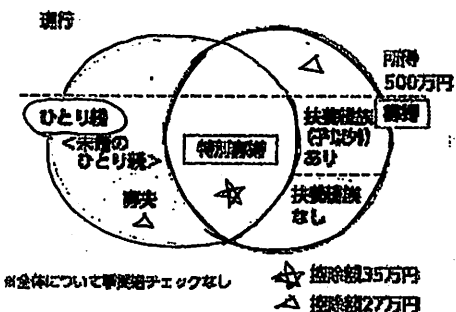 現行
所得
500万円
ひとり親
<未婚の
ひとり親>
特別寡婦
扶養親族
(子以外)
あり
寡婦
寡夫
扶養親族
なし
※全体について事実婚チェックなし
控除額35万円
控除額27万円